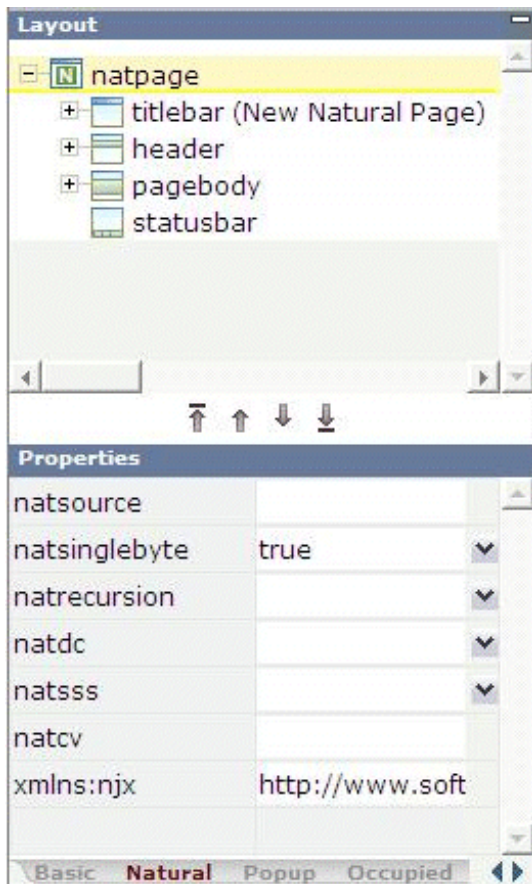 Layout
N natpage
titlebar (New Natural Page)
header
pagebody
statusbar
Properties
natsource
natsinglebyte true
natrecursion
natdc
natsss
natcv
xmlns:njx http://www.soft
Basic Natural Popup Occupied